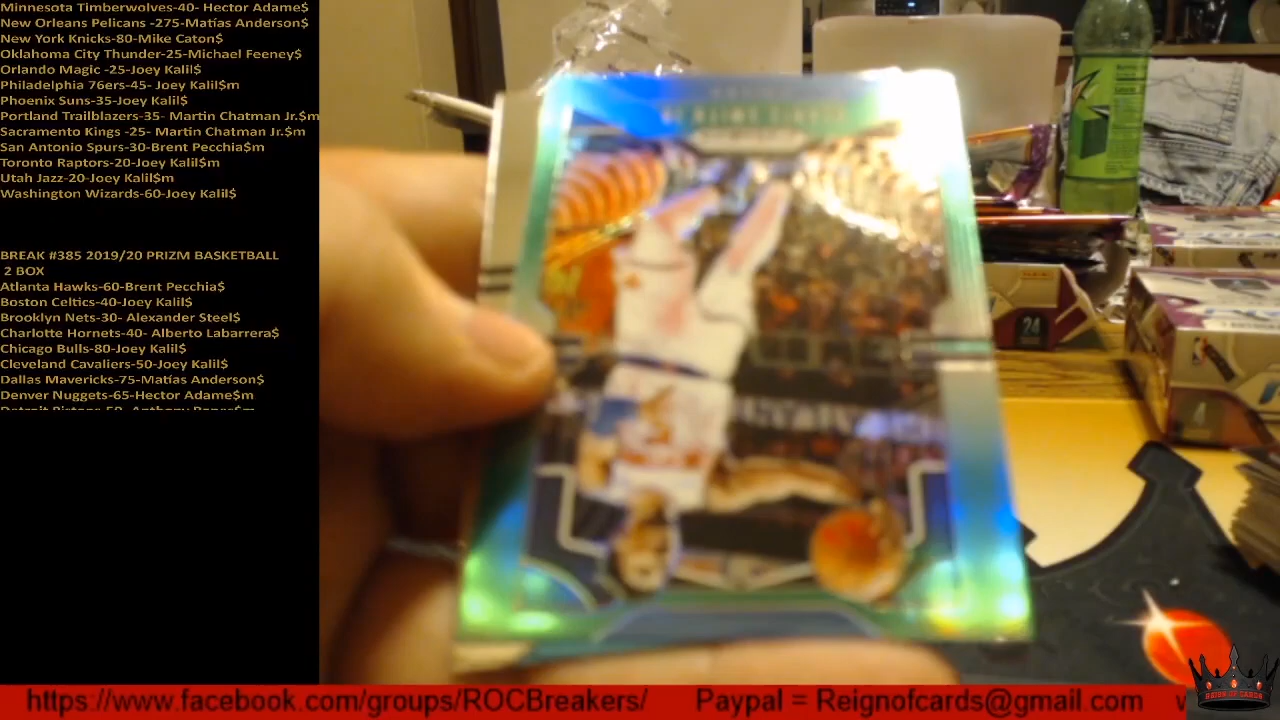 Minnesota Timberwolves-40- Hector Adame$
New Orleans Pelicans -275-Matías Anderson$
New York Knicks-80-Mike Caton$
Oklahoma City Thunder-25-Michael Feeney$
Orlando Magic -25-Joey Kalil$
Philadelphia 76ers-45- Joey Kalil$m
Phoenix Suns-35-Joey Kalil$
Portland Trailblazers-35- Martin Chatman Jr.$m
Sacramento Kings -25- Martin Chatman Jr.$m
San Antonio Spurs-30-Brent Pecchia$m
Toronto Raptors-20-Joey Kalil$m
Utah Jazz-20-Joey Kalil$m
Washington Wizards-60-Joey Kalil$
BREAK #385 2019/20 PRIZM BASKETBALL
2 BOX
Atlanta Hawks-60-Brent Pecchia$
Boston Celtics-40-Joey Kalil$
Brooklyn Nets-30- Alexander Steel$
Charlotte Hornets-40- Alberto Labarrera$
Chicago Bulls-80-Joey Kalil$
Cleveland Cavaliers-50-Joey Kalil$
Dallas Mavericks-75-Matías Anderson$
Denver Nuggets-65-Hector Adame$m
24
4
REIGN OF CARDS
https://www.facebook.com/groups/ROCBreakers/ Paypal = Reignofcards@gmail.com